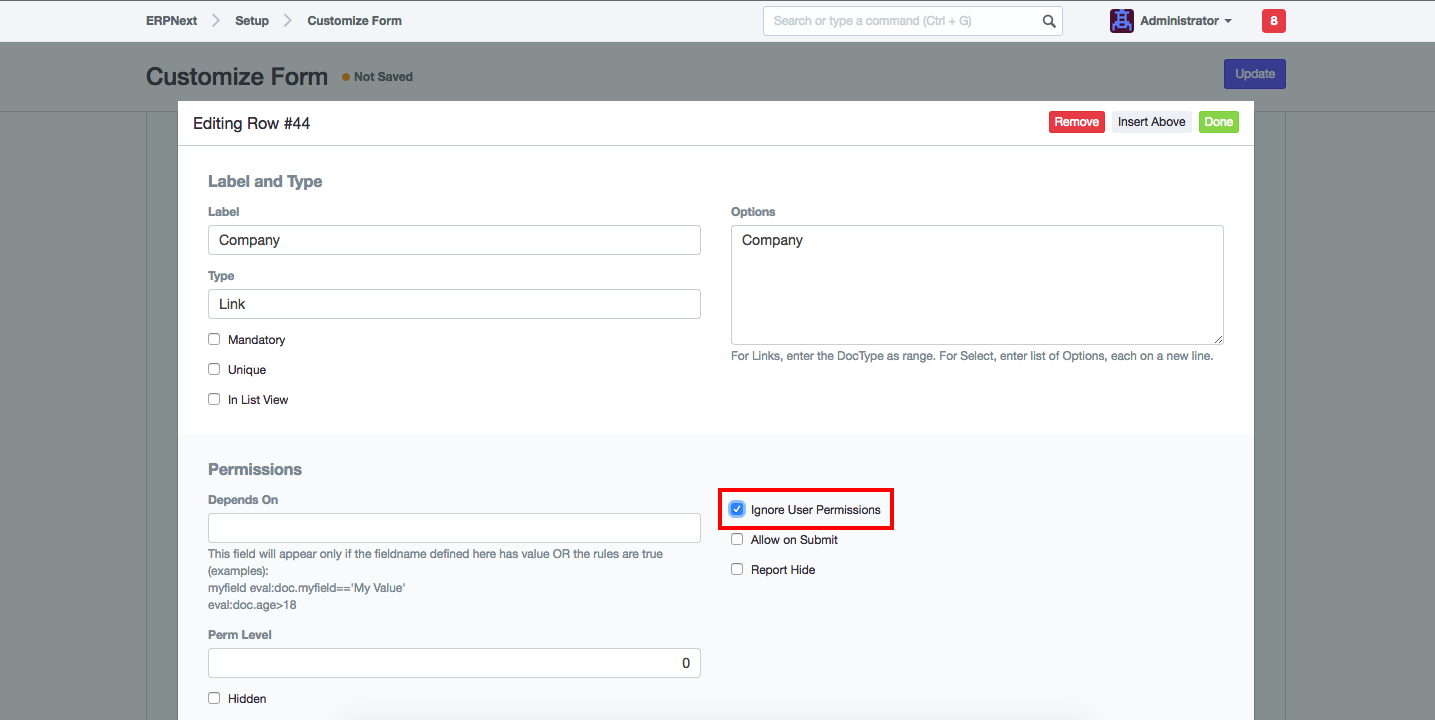 ERPNext Setup Customize Form Search or type a command (Ctrl + G) Administrator 8
Customize Form Not Saved Update
Editing Row #44 Remove Insert Above Done
Label and Type
Label
Company
Type
Link
Mandatory
Unique
In List View
Options
Company
For Links, enter the DocType as range. For Select, enter list of Options, each on a new line.
Permissions
Depends On
This field will appear only if the fieldname defined here has value OR the rules are true
(examples):
myfield eval:doc.myfield=='My Value'
eval:doc.age>18
Perm Level
0
Hidden
Ignore User Permissions
Allow on Submit
Report Hide